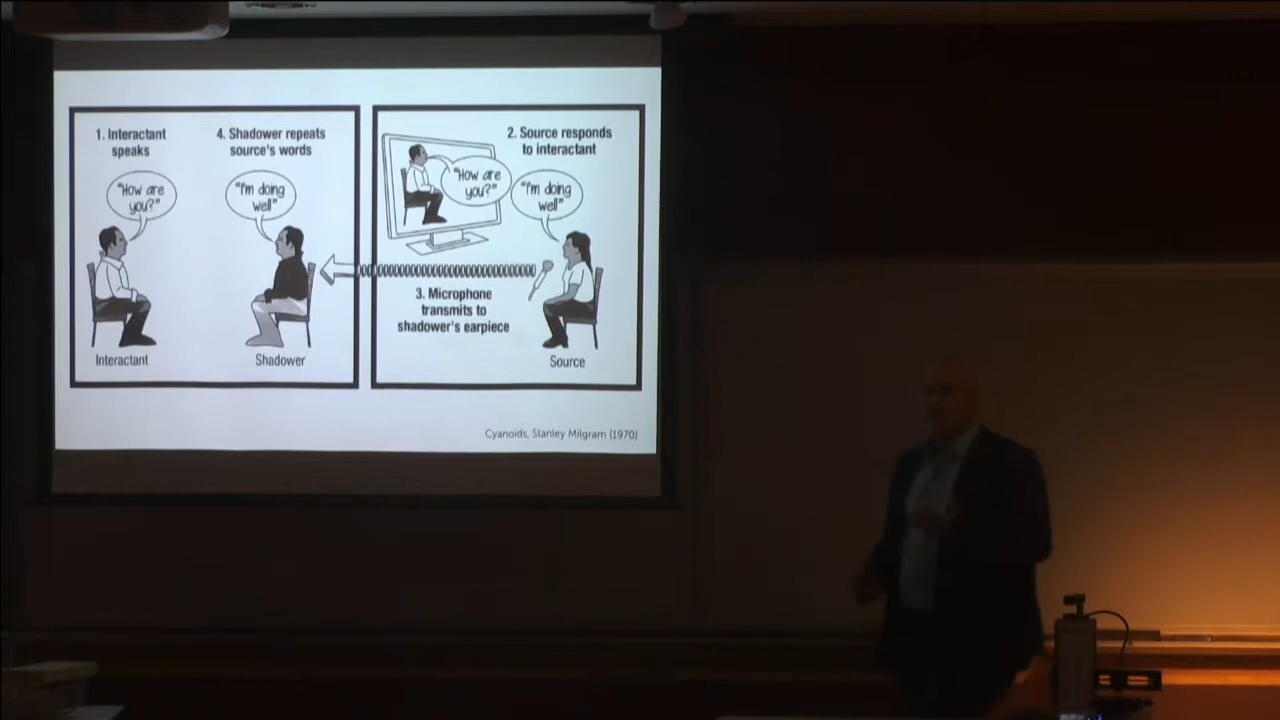 1. Interactant
speaks
"How are
you?"
Interactant
4. Shadower repeats
source's words
"I'm doing
well"
Shadower
2. Source responds
to interactant
"How are
you?"
"I'm doing
well"
3. Microphone
transmits to
shadower's earpiece
Source
Cyanoids, Stanley Milgram (1970)